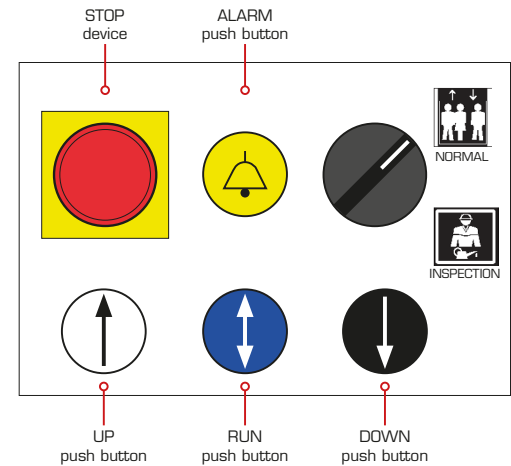 STOP
device
ALARM
push button
NORMAL
INSPECTION
UP
push button
RUN
push button
DOWN
push button